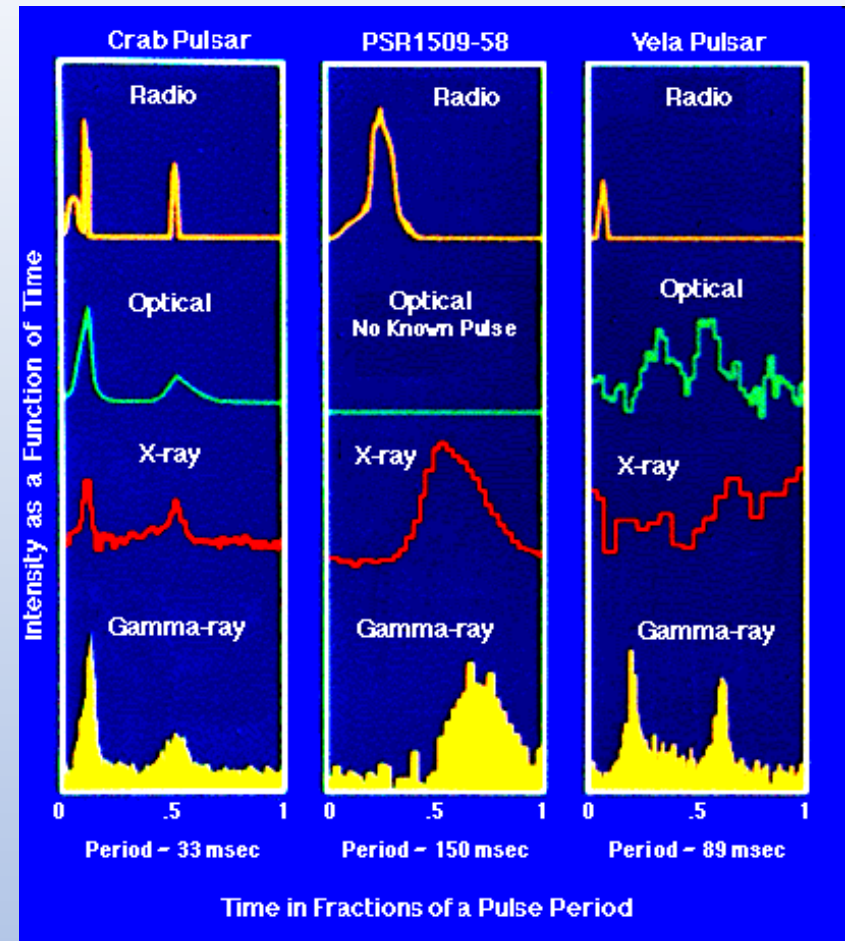 Crab Pulsar
PSR1509-58
Vela Pulsar
Radio
Radio
Radio
Optical
Optical
No Known Pulse
Optical
X-ray
X-ray
X-ray
Gamma-ray
Gamma-ray
Gamma-ray
Intensity as a Function of Time
0 .5 1
0 .5 1
0 .5 1
Period ~ 33 msec
Period ~ 150 msec
Period ~ 89 msec
Time in Fractions of a Pulse Period